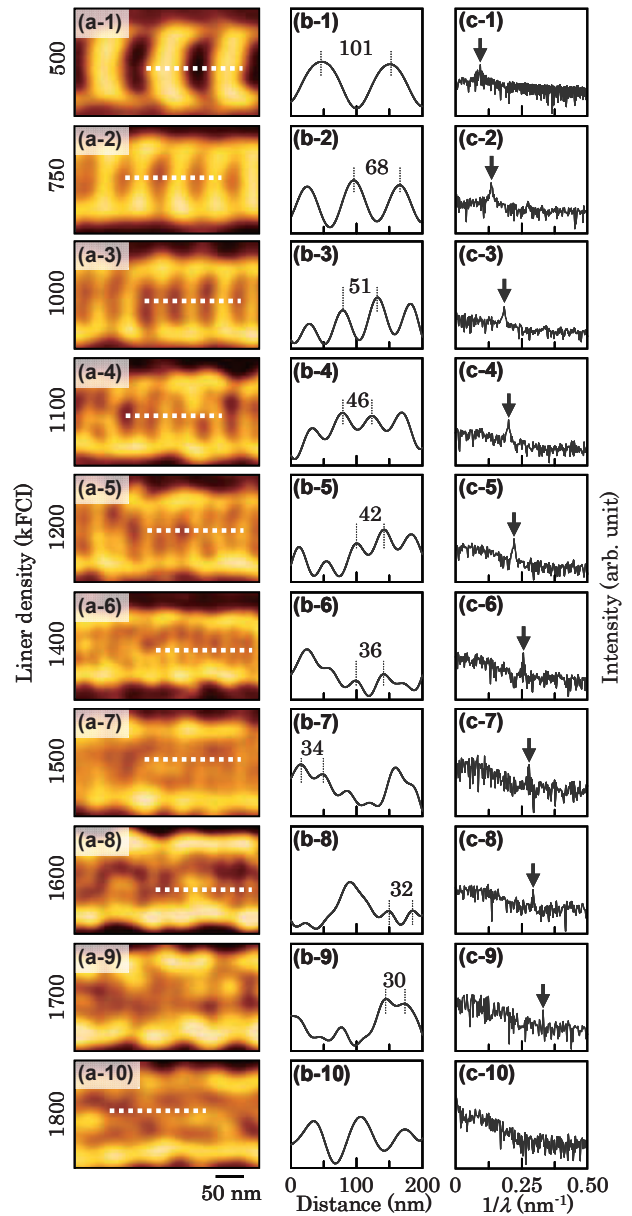 500
(a-1)
(b-1)
101
(c-1)
750
(a-2)
(b-2)
68
(c-2)
1000
(a-3)
(b-3)
51
(c-3)
1100
(a-4)
(b-4)
46
(c-4)
Liner density (kFCI)
1200
(a-5)
(b-5)
42
(c-5)
Intensity (arb. unit)
1400
(a-6)
(b-6)
36
(c-6)
1500
(a-7)
(b-7)
34
(c-7)
1600
(a-8)
(b-8)
32
(c-8)
1700
(a-9)
(b-9)
30
(c-9)
1800
(a-10)
(b-10)
(c-10)
50 nm
0 100 200
Distance (nm)
0 0.25 0.50
1/λ (nm⁻¹)